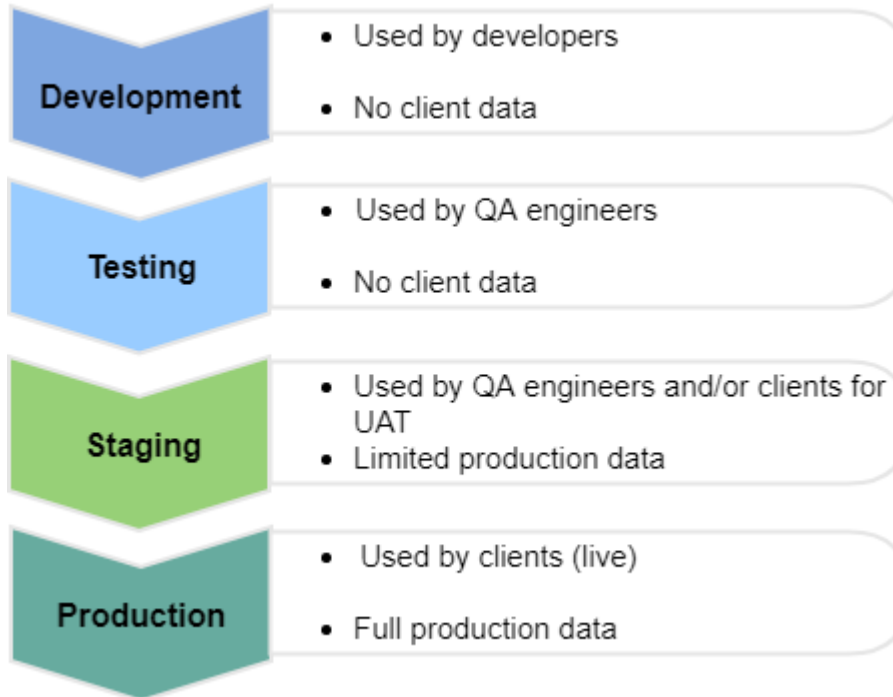 Development
• Used by developers
• No client data
Testing
• Used by QA engineers
• No client data
Staging
• Used by QA engineers and/or clients for
UAT
• Limited production data
Production
• Used by clients (live)
• Full production data